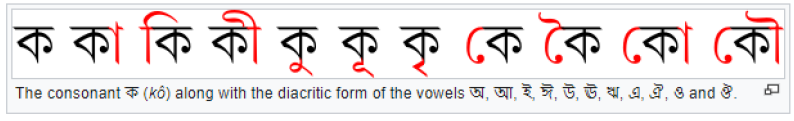 ক কা কি কী কু কূ কৃ কে কৈ কো কৌ
The consonant ক (kô) along with the diacritic form of the vowels অ, আ, ই, ঈ, উ, ঊ, ঋ, এ, ঐ, ও and ঔ.